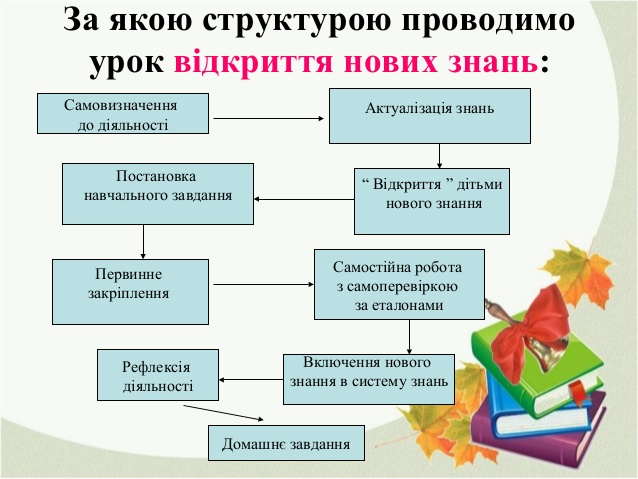 За якою структурою проводимо
урок відкриття нових знань:
Самовизначення
до діяльності
Актуалізація знань
“ Відкриття ” дітьми
нового знання
Постановка
навчального завдання
Первинне
закріплення
Самостійна робота
з самоперевіркою
за еталонами
Включення нового
знання в систему знань
Рефлексія
діяльності
Домашнє завдання